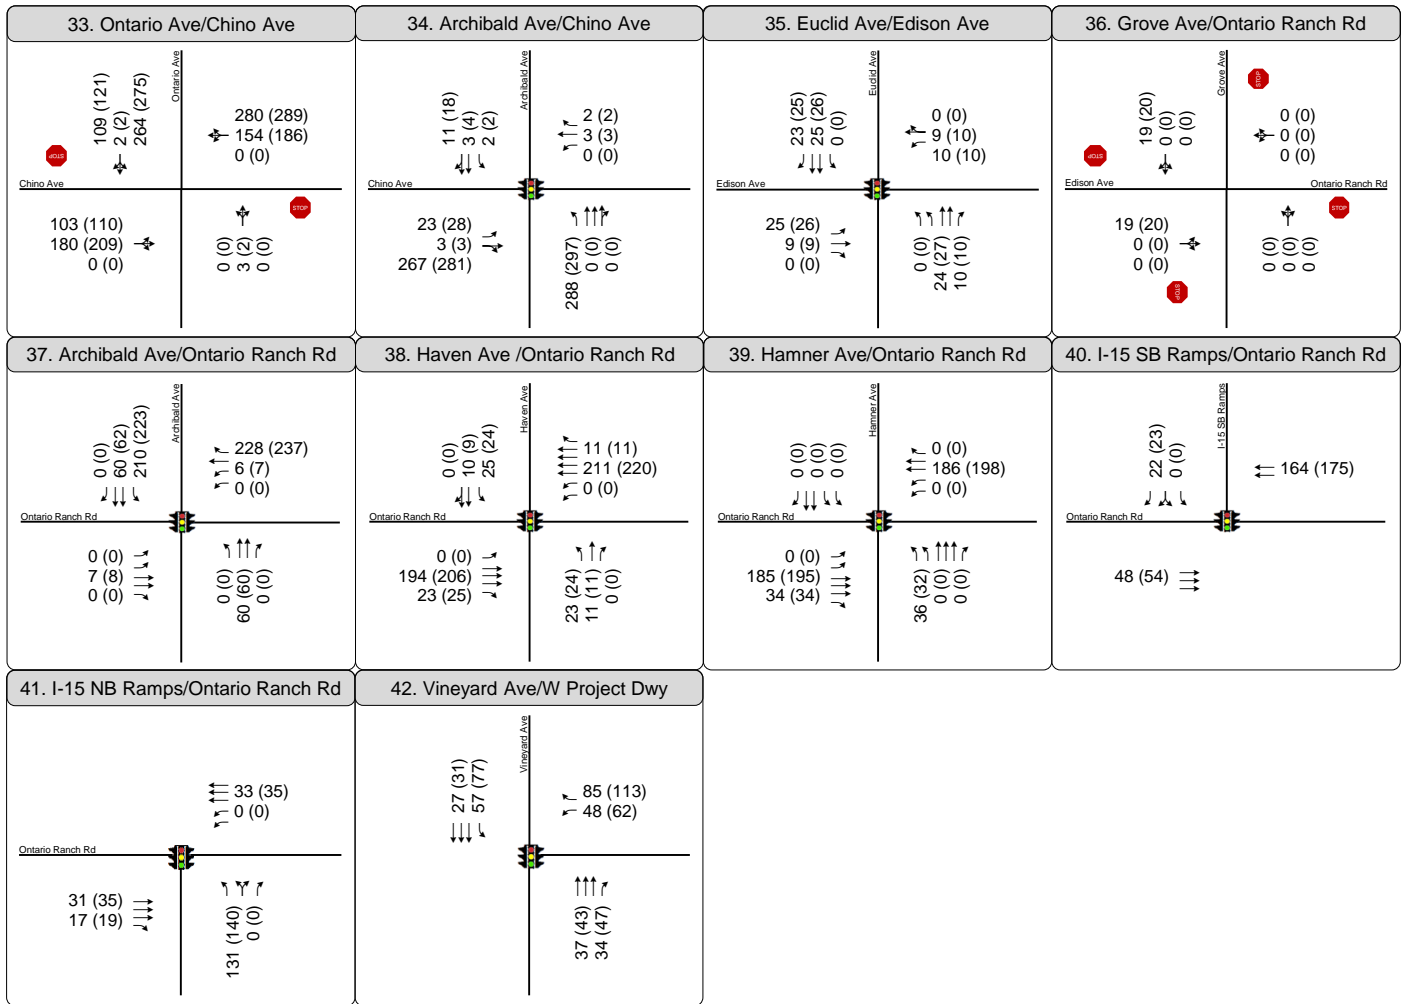 33. Ontario Ave/Chino Ave
Ontario Ave
109 (121)
2 (2)
264 (275)
280 (289)
154 (186)
0 (0)
STOP
Chino Ave
STOP
103 (110)
180 (209)
0 (0)
0 (0)
3 (2)
0 (0)
34. Archibald Ave/Chino Ave
Archibald Ave
11 (18)
3 (4)
2 (2)
2 (2)
3 (3)
0 (0)
Chino Ave
23 (28)
3 (3)
267 (281)
288 (297)
0 (0)
0 (0)
35. Euclid Ave/Edison Ave
Euclid Ave
23 (25)
25 (26)
0 (0)
0 (0)
9 (10)
10 (10)
Edison Ave
25 (26)
9 (9)
0 (0)
0 (0)
24 (27)
10 (10)
36. Grove Ave/Ontario Ranch Rd
Grove Ave
STOP
19 (20)
0 (0)
0 (0)
0 (0)
0 (0)
0 (0)
STOP
Edison Ave
Ontario Ranch Rd
STOP
19 (20)
0 (0)
0 (0)
0 (0)
0 (0)
0 (0)
STOP
37. Archibald Ave/Ontario Ranch Rd
Archibald Ave
0 (0)
60 (62)
210 (223)
228 (237)
6 (7)
0 (0)
Ontario Ranch Rd
0 (0)
7 (8)
0 (0)
0 (0)
60 (60)
0 (0)
38. Haven Ave /Ontario Ranch Rd
Haven Ave
0 (0)
10 (9)
25 (24)
11 (11)
211 (220)
0 (0)
Ontario Ranch Rd
0 (0)
194 (206)
23 (25)
23 (24)
11 (11)
0 (0)
39. Hamner Ave/Ontario Ranch Rd
Hamner Ave
0 (0)
0 (0)
0 (0)
0 (0)
186 (198)
0 (0)
Ontario Ranch Rd
0 (0)
185 (195)
34 (34)
36 (32)
0 (0)
0 (0)
40. I-15 SB Ramps/Ontario Ranch Rd
I-15 SB Ramps
22 (23)
0 (0)
164 (175)
Ontario Ranch Rd
48 (54)
41. I-15 NB Ramps/Ontario Ranch Rd
33 (35)
0 (0)
Ontario Ranch Rd
31 (35)
17 (19)
131 (140)
0 (0)
42. Vineyard Ave/W Project Dwy
Vineyard Ave
27 (31)
57 (77)
85 (113)
48 (62)
37 (43)
34 (47)